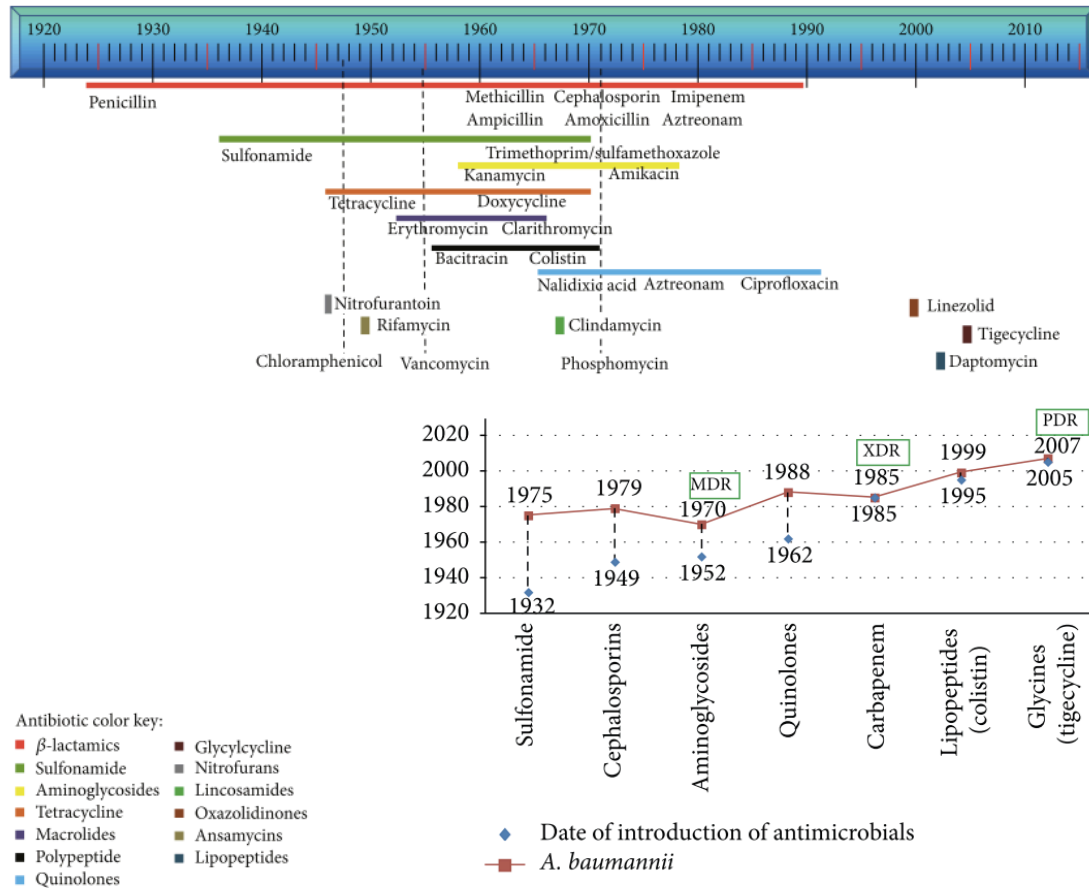 1920 1930 1940 1950 1960 1970 1980 1990 2000 2010
Penicillin Methicillin Cephalosporin Imipenem
Ampicillin Amoxicillin Aztreonam
Sulfonamide Trimethoprim/sulfamethoxazole
Kanamycin Amikacin
Tetracycline Doxycycline
Erythromycin Clarithromycin
Bacitracin Colistin
Nalidixic acid Aztreonam Ciprofloxacin
Nitrofurantoin Linezolid
Rifamycin Clindamycin Tigecycline
Chloramphenicol Vancomycin Phosphomycin Daptomycin
2020
2000
1980
1960
1940
1920
1975 1979 MDR 1970 1988 XDR 1985 1999 PDR 2007
1932 1949 1952 1962 1985 1995 2005
Sulfonamide
Cephalosporins
Aminoglycosides
Quinolones
Carbapenem
Lipopeptides
(colistin)
Glycines
(tigecycline)
Date of introduction of antimicrobials
A. baumannii
Antibiotic color key:
β-lactamics
Sulfonamide
Aminoglycosides
Tetracycline
Macrolides
Polypeptide
Quinolones
Glycylcycline
Nitrofurans
Lincosamides
Oxazolidinones
Ansamycins
Lipopeptides